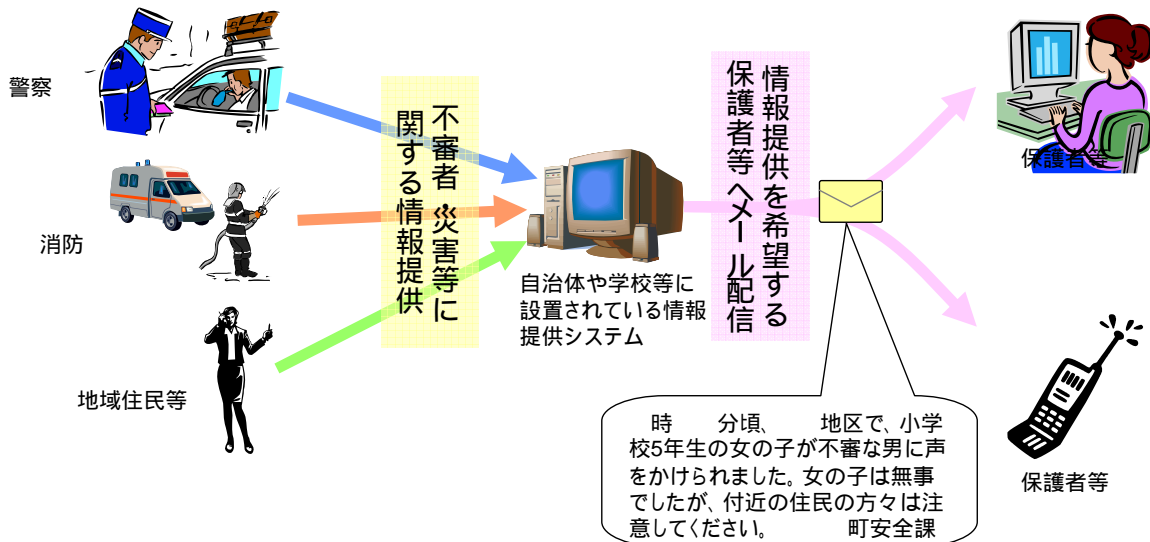 警察
消防
地域住民等
不審者・災害等に
関する情報提供
自治体や学校等に
設置されている情報
提供システム
情報提供を希望する
保護者等へメール配信
保護者等
保護者等
時　　分頃、　　地区で、小学
校5年生の女の子が不審な男に声
をかけられました。女の子は無事
でしたが、付近の住民の方々は注
意してください。　　　　町安全課